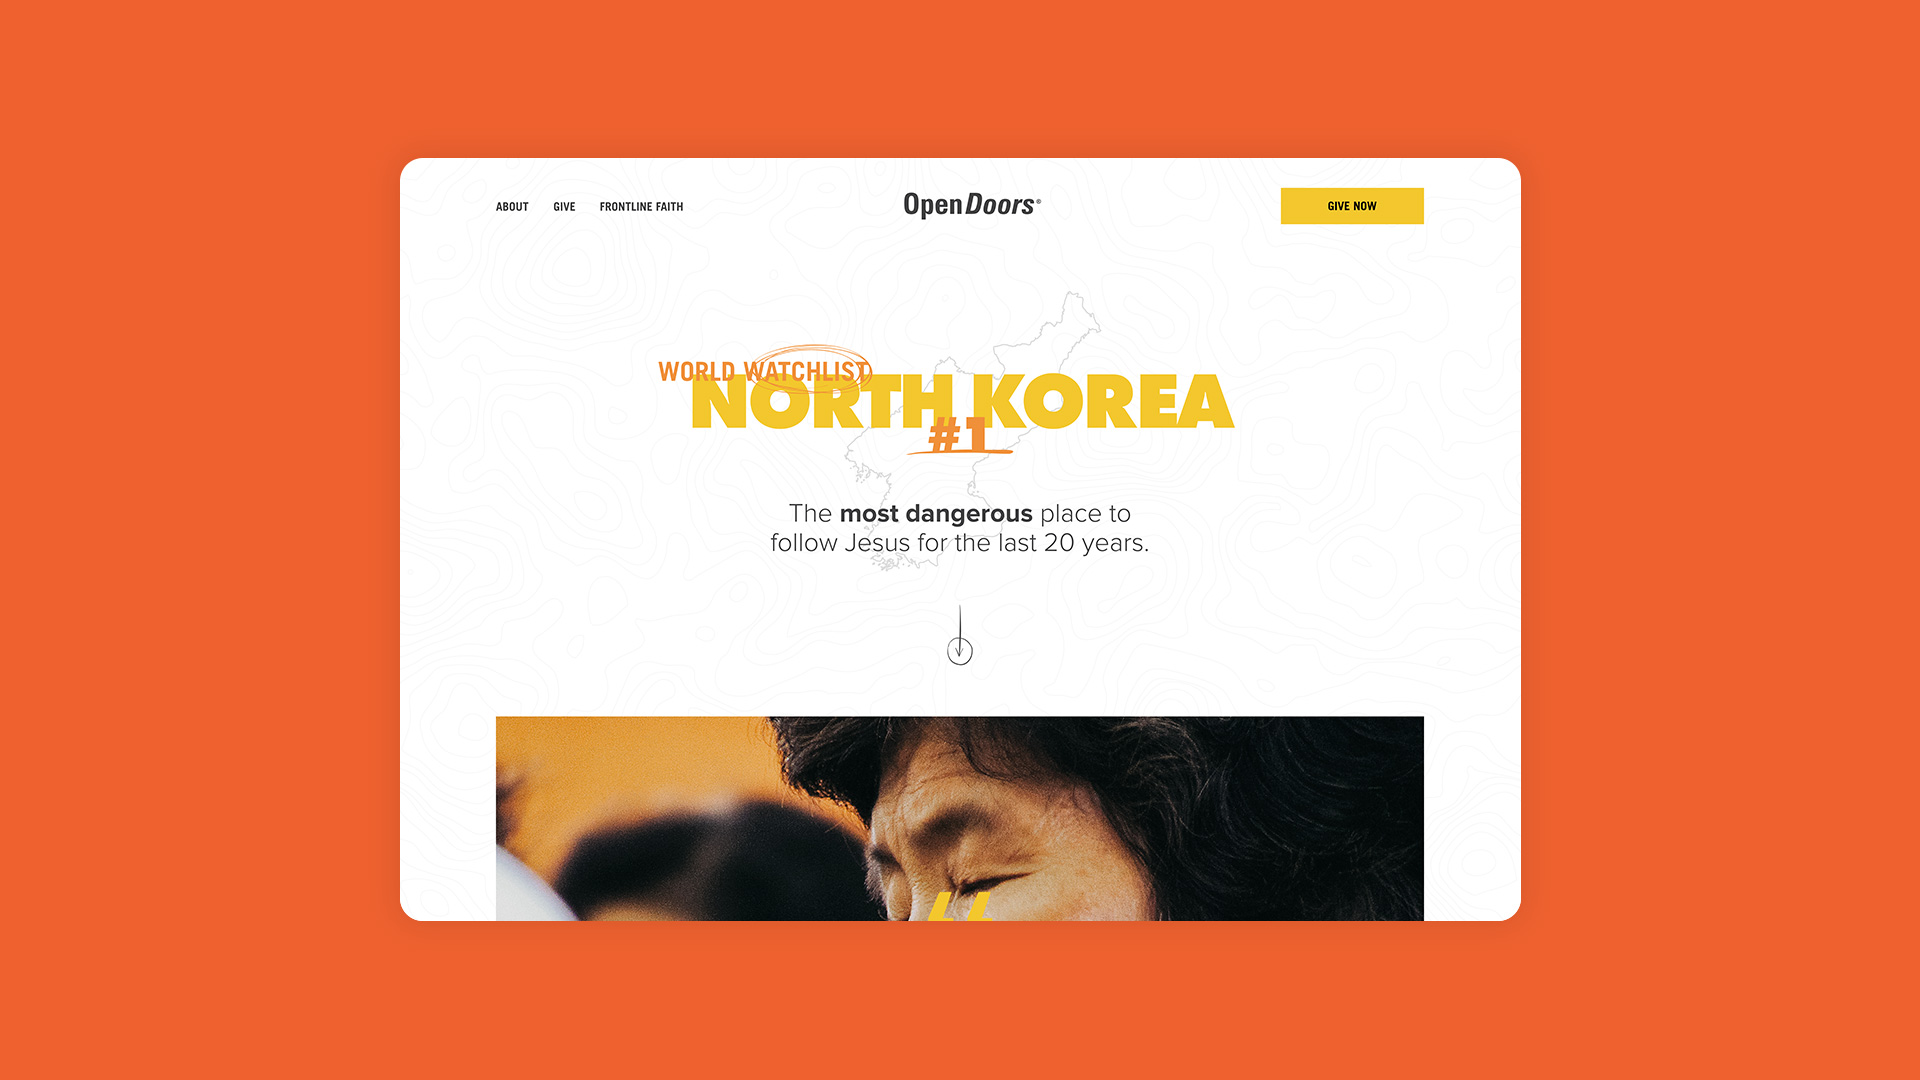 ABOUT GIVE FRONTLINE FAITH
OpenDoors®
GIVE NOW
WORLD WATCHLIST
NORTH KOREA
#1
The most dangerous place to
follow Jesus for the last 20 years.
“